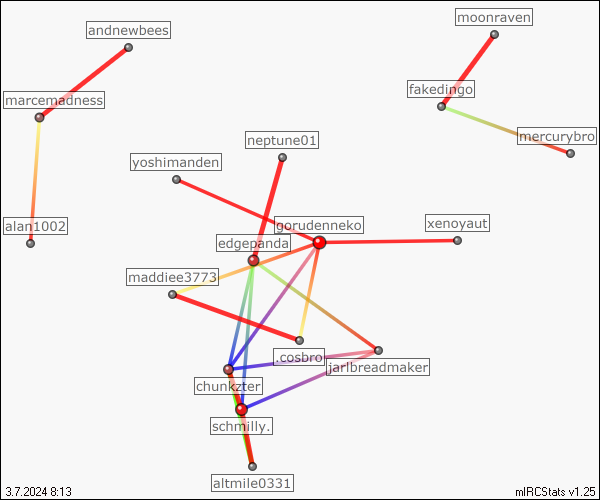 moonraven
andnewbees
fakedingo
marcemadness
mercurybro
neptune01
yoshimanden
xenoyaut
gorudenneko
alan1002
edgepanda
maddiee3773
.cosbro
jarlbreadmaker
chunkzter
schmilly.
altmile0331
3.7.2024 8:13
mIRCStats v1.25